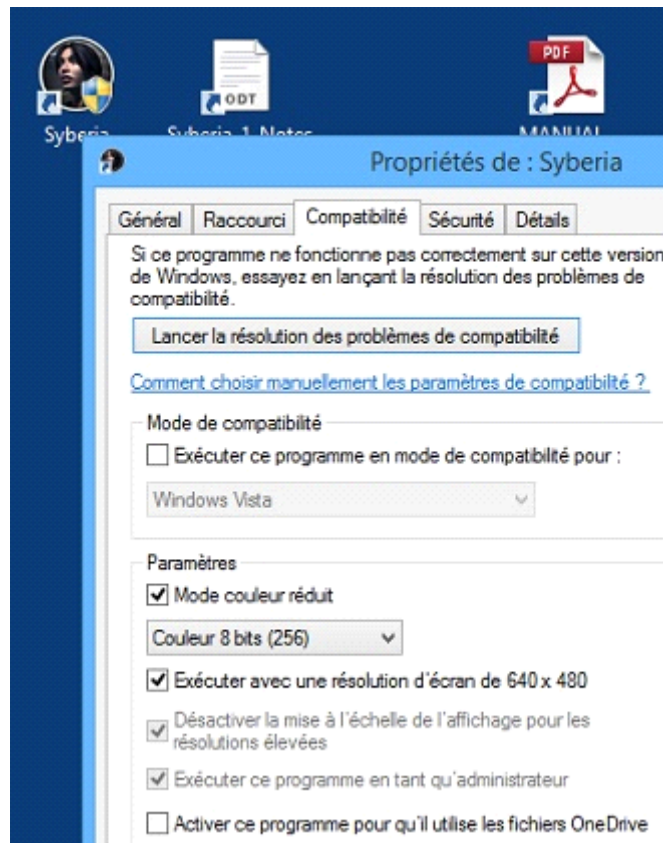 PDF
ODT
Syberia
Syberia 1 Notes
MANUAL
Propriétés de : Syberia
Général Raccourci Compatibilité Sécurité Détails
Si ce programme ne fonctionne pas correctement sur cette version
de Windows, essayez en lançant la résolution des problèmes de
compatibilité.
Lancer la résolution des problèmes de compatibilité
Comment choisir manuellement les paramètres de compatibilité ?
Mode de compatibilité
Exécuter ce programme en mode de compatibilité pour :
Windows Vista
Paramètres
Mode couleur réduit
Couleur 8 bits (256)
Exécuter avec une résolution d'écran de 640 x 480
Désactiver la mise à l'échelle de l'affichage pour les
résolutions élevées
Exécuter ce programme en tant qu'administrateur
Activer ce programme pour qu'il utilise les fichiers OneDrive